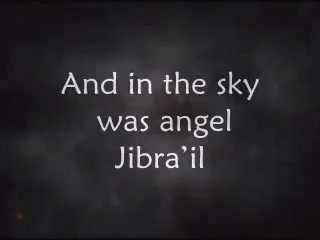 And in the sky
was angel
Jibra’il